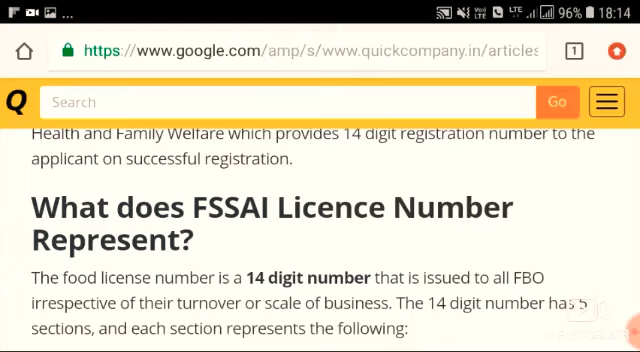 ... LTE 96% 18:14
https://www.google.com/amp/s/www.quickcompany.in/articles 1
Q Search Go
Health and Family Welfare which provides 14 digit registration number to the
applicant on successful registration.
What does FSSAI Licence Number
Represent?
The food license number is a 14 digit number that is issued to all FBO
irrespective of their turnover or scale of business. The 14 digit number has 5
sections, and each section represents the following: